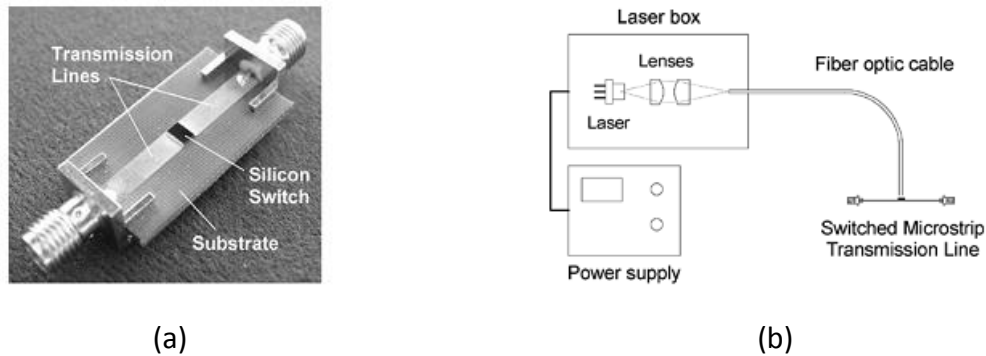 Transmission
Lines
Silicon
Switch
Substrate
(a)
Laser box
Lenses
Laser
Fiber optic cable
Switched Microstrip
Transmission Line
Power supply
(b)